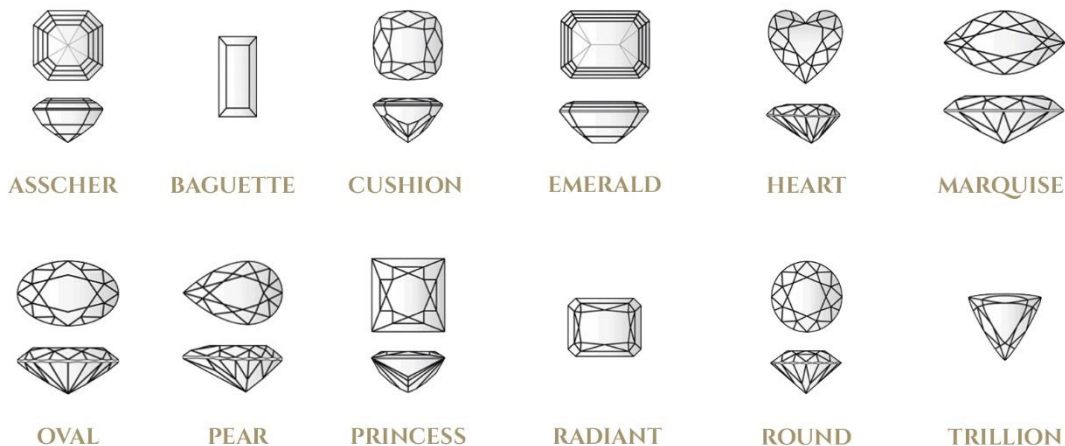 ASSCHER BAGUETTE CUSHION EMERALD HEART MARQUISE
OVAL PEAR PRINCESS RADIANT ROUND TRILLION